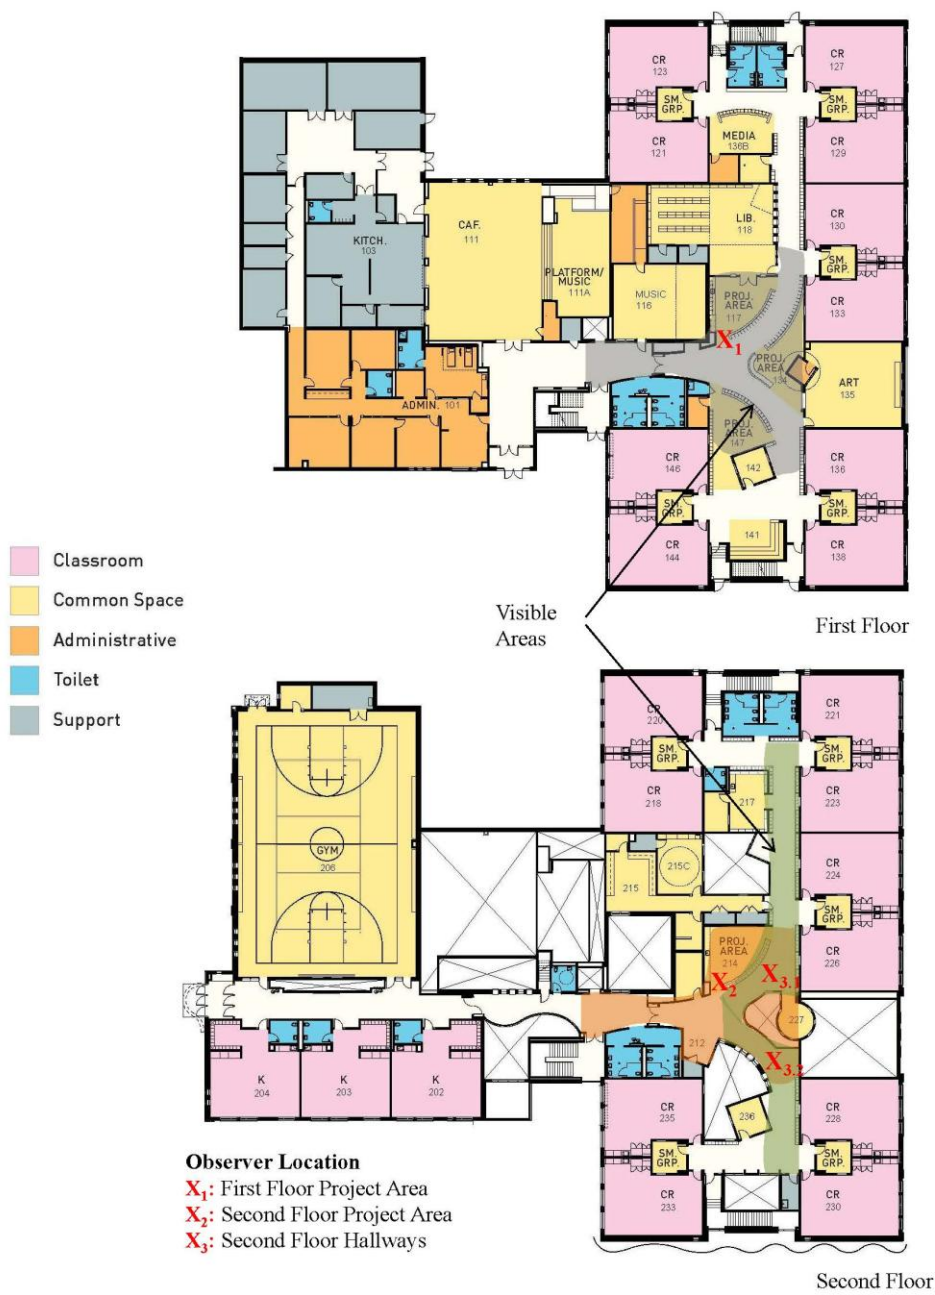 CR
123
CR
127
SM.
GRP.
SM.
GRP.
MEDIA
136B
CR
121
CR
129
CAF.
111
LIB.
118
CR
130
KITCH.
103
PLATFORM/
MUSIC
111A
SM.
GRP.
MUSIC
116
PROJ.
AREA
117
CR
133
X1
PROJ.
AREA
134
ART
135
ADMIN. 101
PROJ.
AREA
147
CR
146
142
CR
136
SM.
GRP.
SM.
GRP.
CR
144
141
CR
138
Classroom
Common Space
Administrative
Toilet
Support
Visible
Areas
First Floor
CR
220
CR
221
SM.
GRP.
SM.
GRP.
CR
218
217
CR
223
GYM
206
215
215C
CR
224
SM.
GRP.
PROJ.
AREA
214
CR
226
X2
X3.1
227
212
X3.2
K
204
K
203
K
202
CR
235
236
CR
228
SM.
GRP.
SM.
GRP.
CR
233
CR
230
Observer Location
X1: First Floor Project Area
X2: Second Floor Project Area
X3: Second Floor Hallways
Second Floor